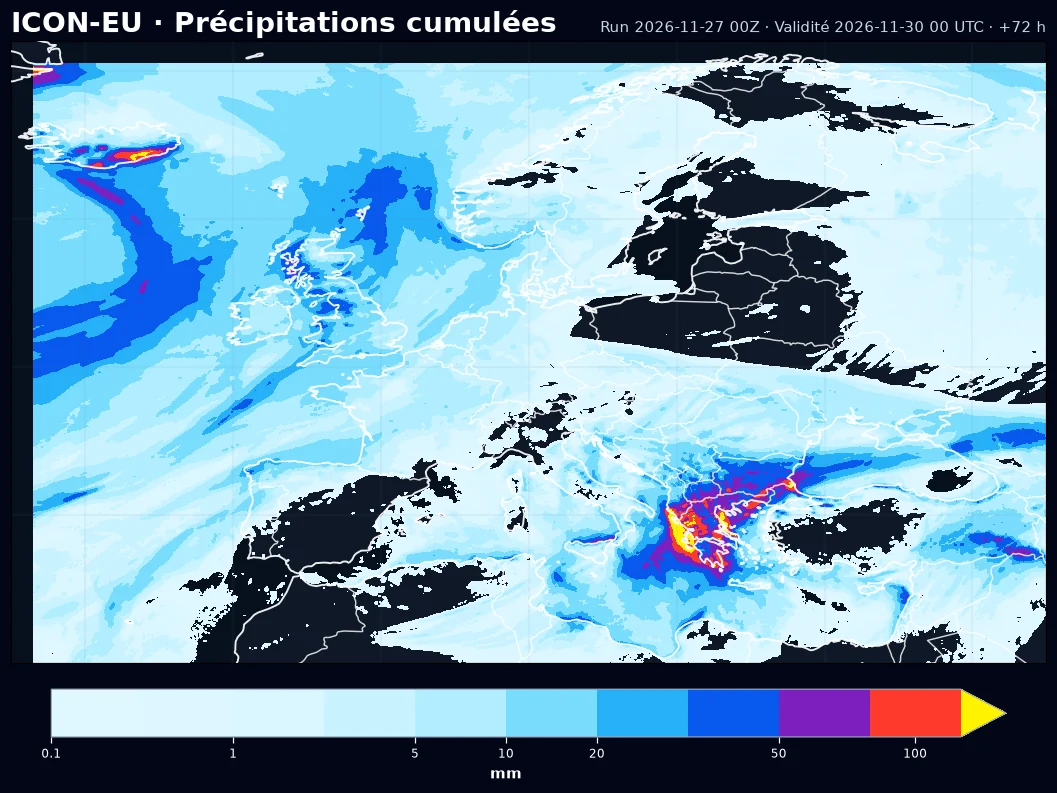 ICON-EU · Précipitations cumulées
Run 2026-11-27 00Z · Validité 2026-11-30 00 UTC · +72 h
0.1 1 5 10 20 50 100
mm